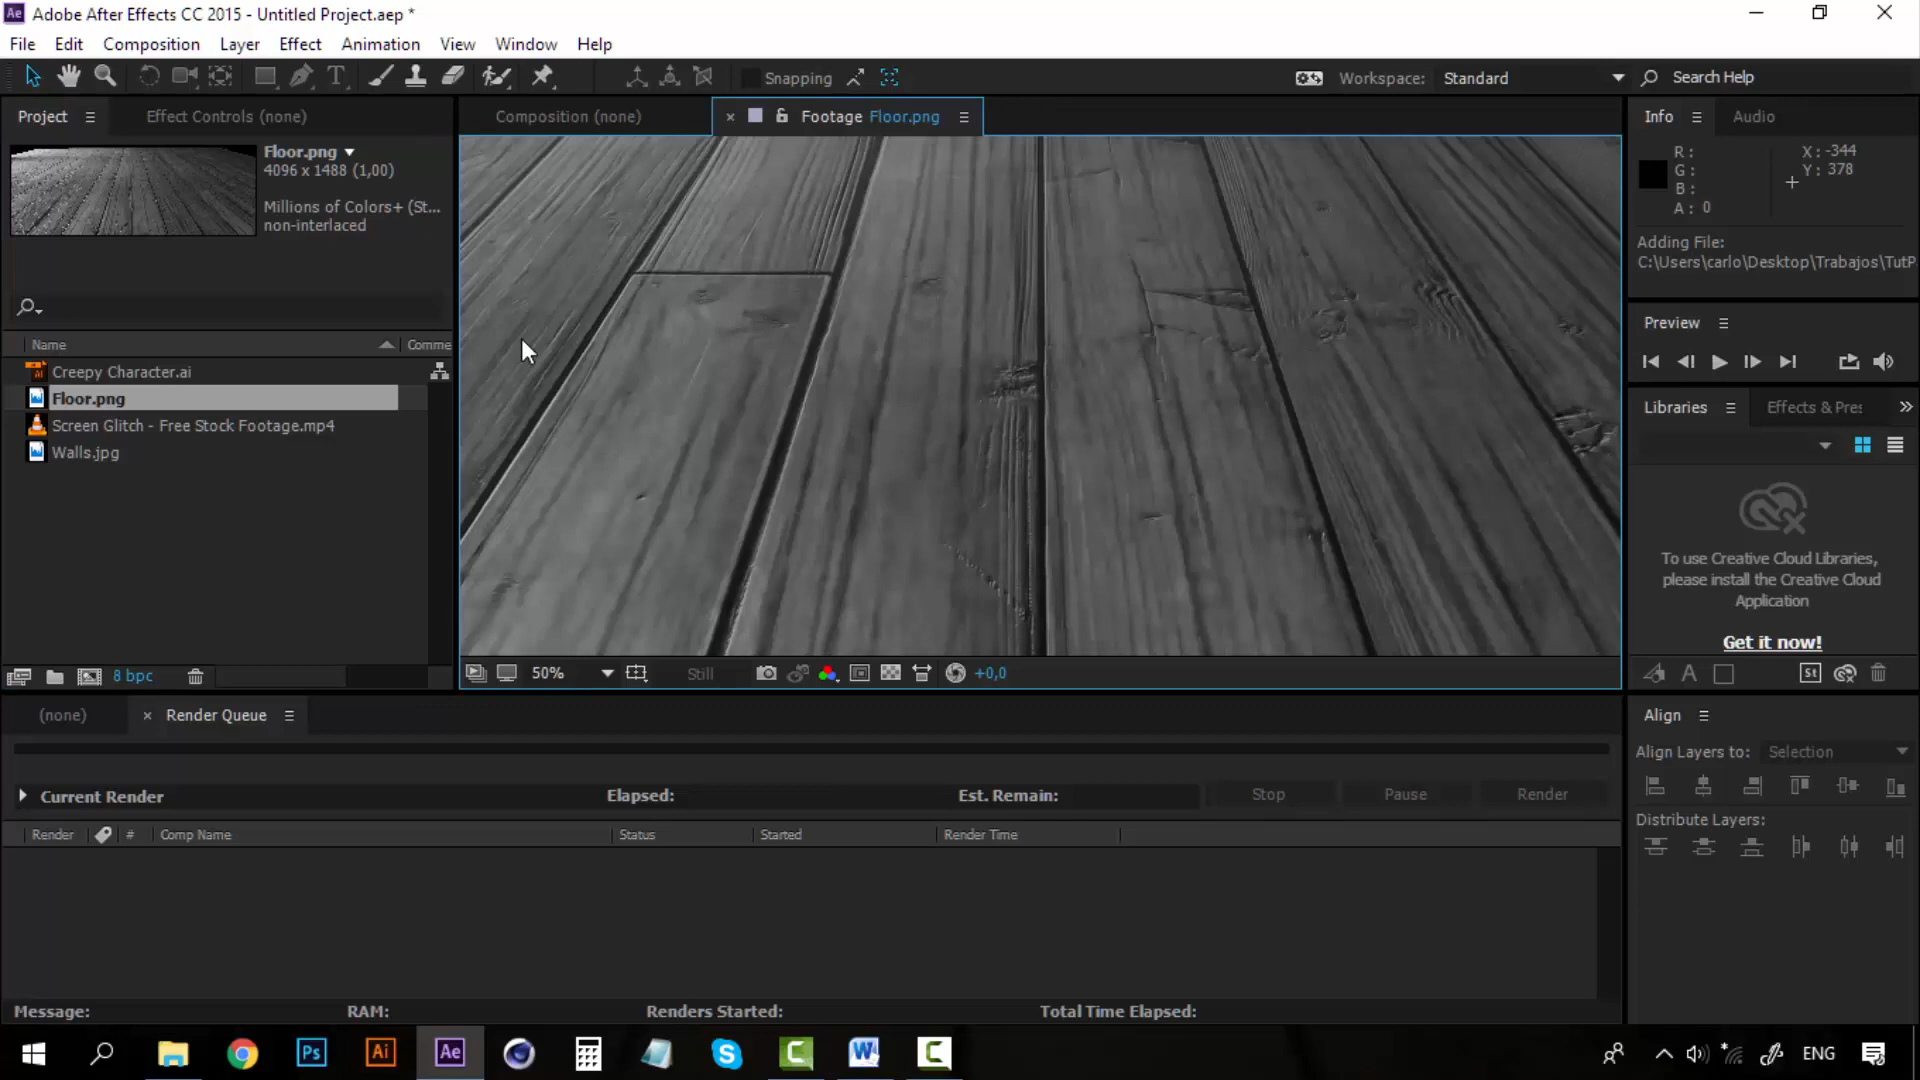 Adobe After Effects CC 2015 - Untitled Project.aep *
File Edit Composition Layer Effect Animation View Window Help
Snapping
Workspace: Standard
Search Help
Project
Effect Controls (none)
Composition (none)
Footage Floor.png
Info
Audio
Floor.png
4096 x 1488 (1,00)
Millions of Colors+ (St...
non-interlaced
R :
G :
B :
A : 0
X : -344
Y : 378
Adding File:
C:\Users\carlo\Desktop\Trabajos\TutP
Preview
Name
Comme
Creepy Character.ai
Floor.png
Screen Glitch - Free Stock Footage.mp4
Walls.jpg
Libraries
Effects & Pres
To use Creative Cloud Libraries,
please install the Creative Cloud
Application
Get it now!
8 bpc
50%
Still
+0,0
A
St
(none)
Render Queue
Align
Align Layers to: Selection
Current Render
Elapsed:
Est. Remain:
Stop
Pause
Render
Distribute Layers:
Render # Comp Name Status Started Render Time
Message:
RAM:
Renders Started:
Total Time Elapsed:
Ps
Ai
Ae
ENG